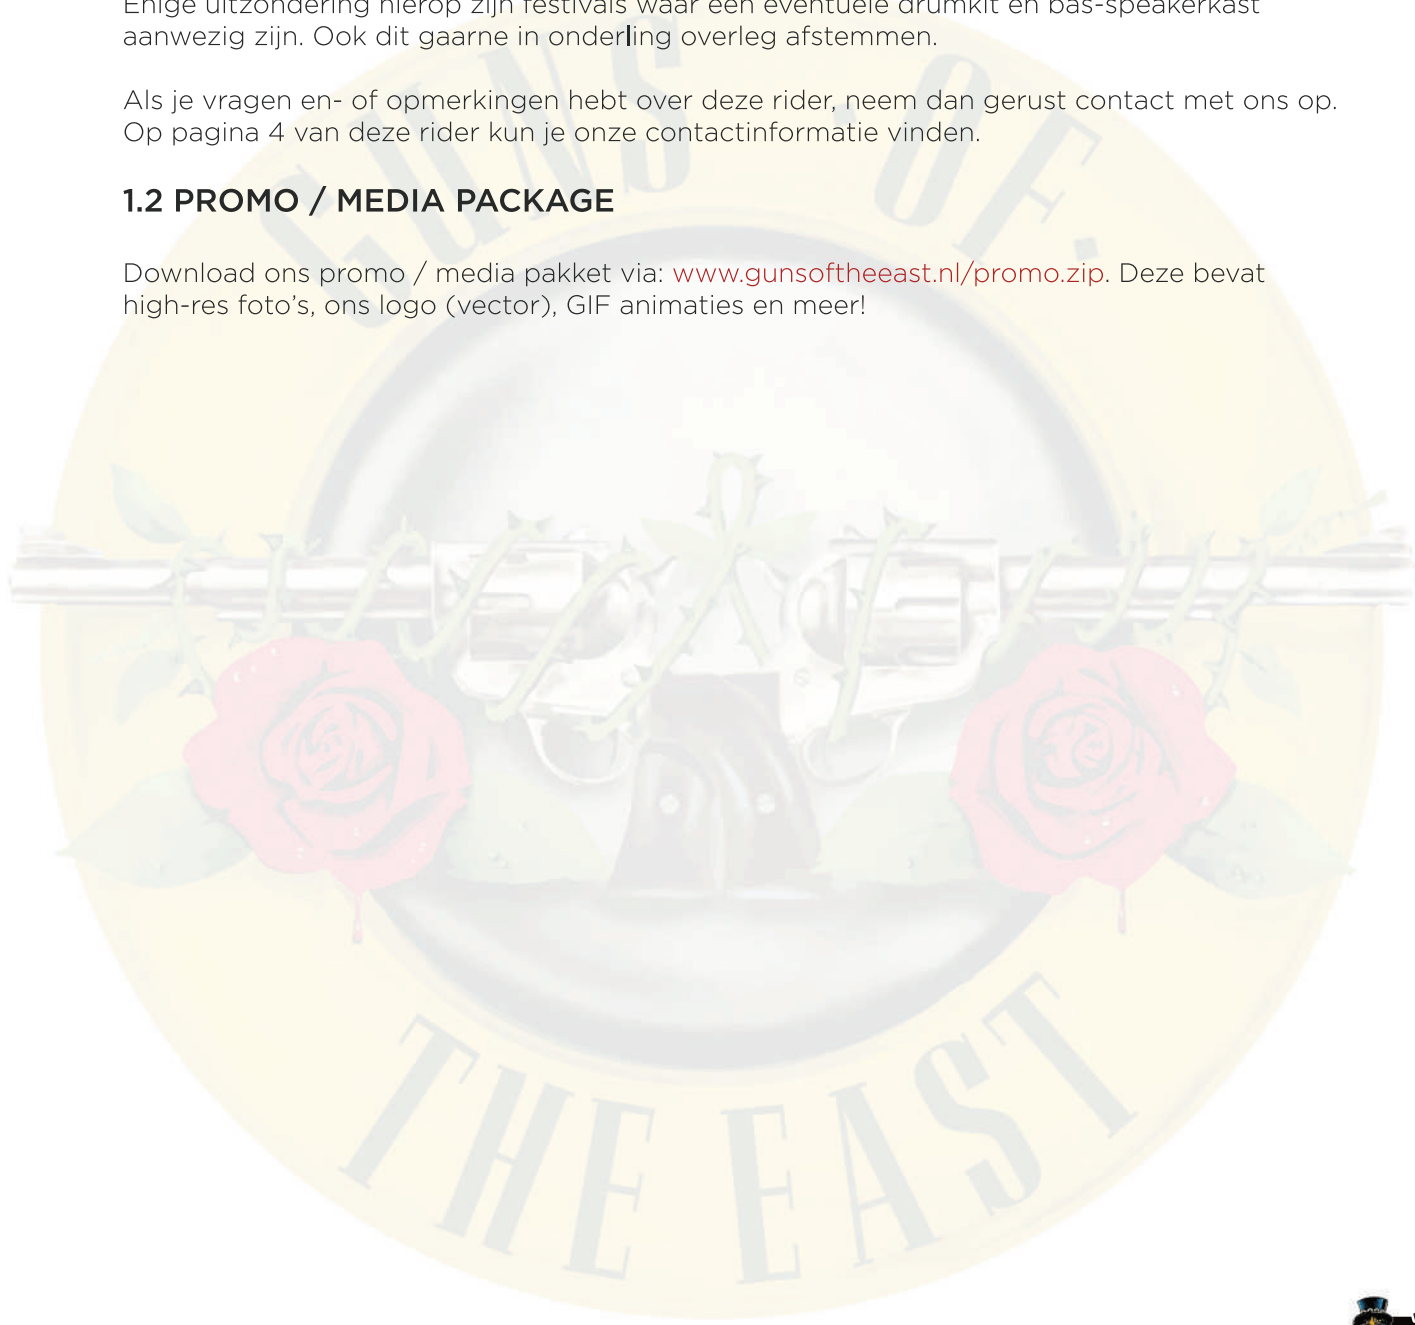 Enige uitzondering hierop zijn festivals waar een eventuele drumkit en bas-speakerkast
aanwezig zijn. Ook dit gaarne in onderling overleg afstemmen.
Als je vragen en- of opmerkingen hebt over deze rider, neem dan gerust contact met ons op.
Op pagina 4 van deze rider kun je onze contactinformatie vinden.
1.2 PROMO / MEDIA PACKAGE
Download ons promo / media pakket via: www.gunsoftheeast.nl/promo.zip. Deze bevat
high-res foto's, ons logo (vector), GIF animaties en meer!
GUNS OF.
THE EAST